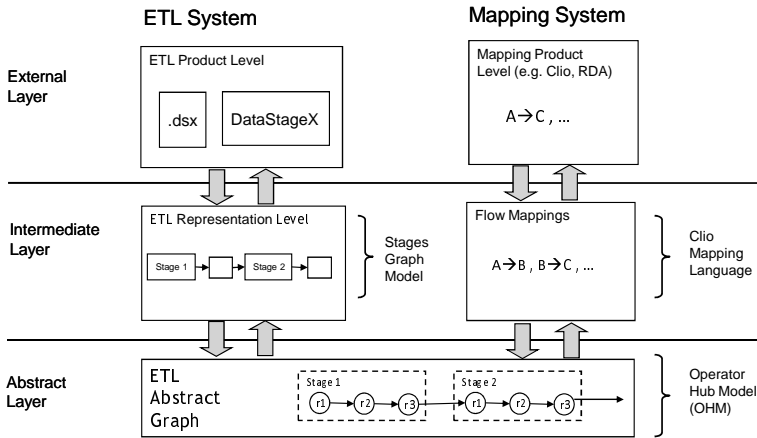 ETL System
Mapping System
External
Layer
ETL Product Level
.dsx
DataStageX
Mapping Product
Level (e.g. Clio, RDA)
A→C , ...
Intermediate
Layer
ETL Representation Level
Stage 1
Stage 2
Stages
Graph
Model
Flow Mappings
A→B , B→C , ...
Clio
Mapping
Language
Abstract
Layer
ETL
Abstract
Graph
Stage 1
r1
r2
r3
Stage 2
r1
r2
r3
Operator
Hub Model
(OHM)